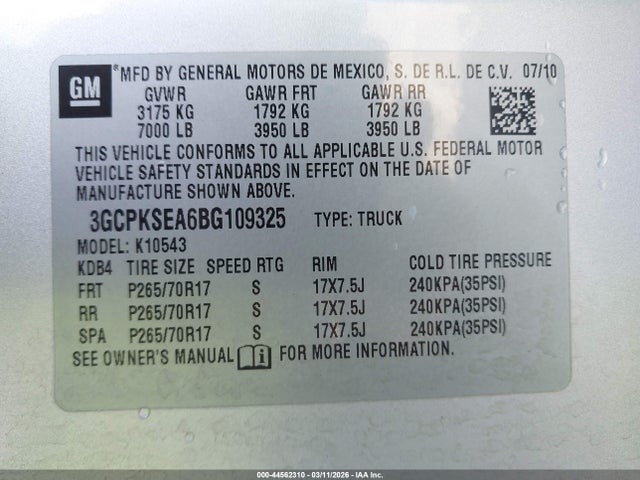 GM ®MFD BY GENERAL MOTORS DE MEXICO, S. DE R.L. DE C.V. 07/10
GVWR GAWR FRT GAWR RR
3175 KG 1792 KG 1792 KG
7000 LB 3950 LB 3950 LB
THIS VEHICLE CONFORMS TO ALL APPLICABLE U.S. FEDERAL MOTOR
VEHICLE SAFETY STANDARDS IN EFFECT ON THE DATE OF
MANUFACTURE SHOWN ABOVE.
3GCPKSEA6BG109325 TYPE: TRUCK
MODEL: K10543
KDB4 TIRE SIZE SPEED RTG RIM COLD TIRE PRESSURE
FRT P265/70R17 S 17X7.5J 240KPA(35PSI)
RR P265/70R17 S 17X7.5J 240KPA(35PSI)
SPA P265/70R17 S 17X7.5J 240KPA(35PSI)
SEE OWNER'S MANUAL i FOR MORE INFORMATION.
000-44562310 - 03/11/2026 - IAA Inc.